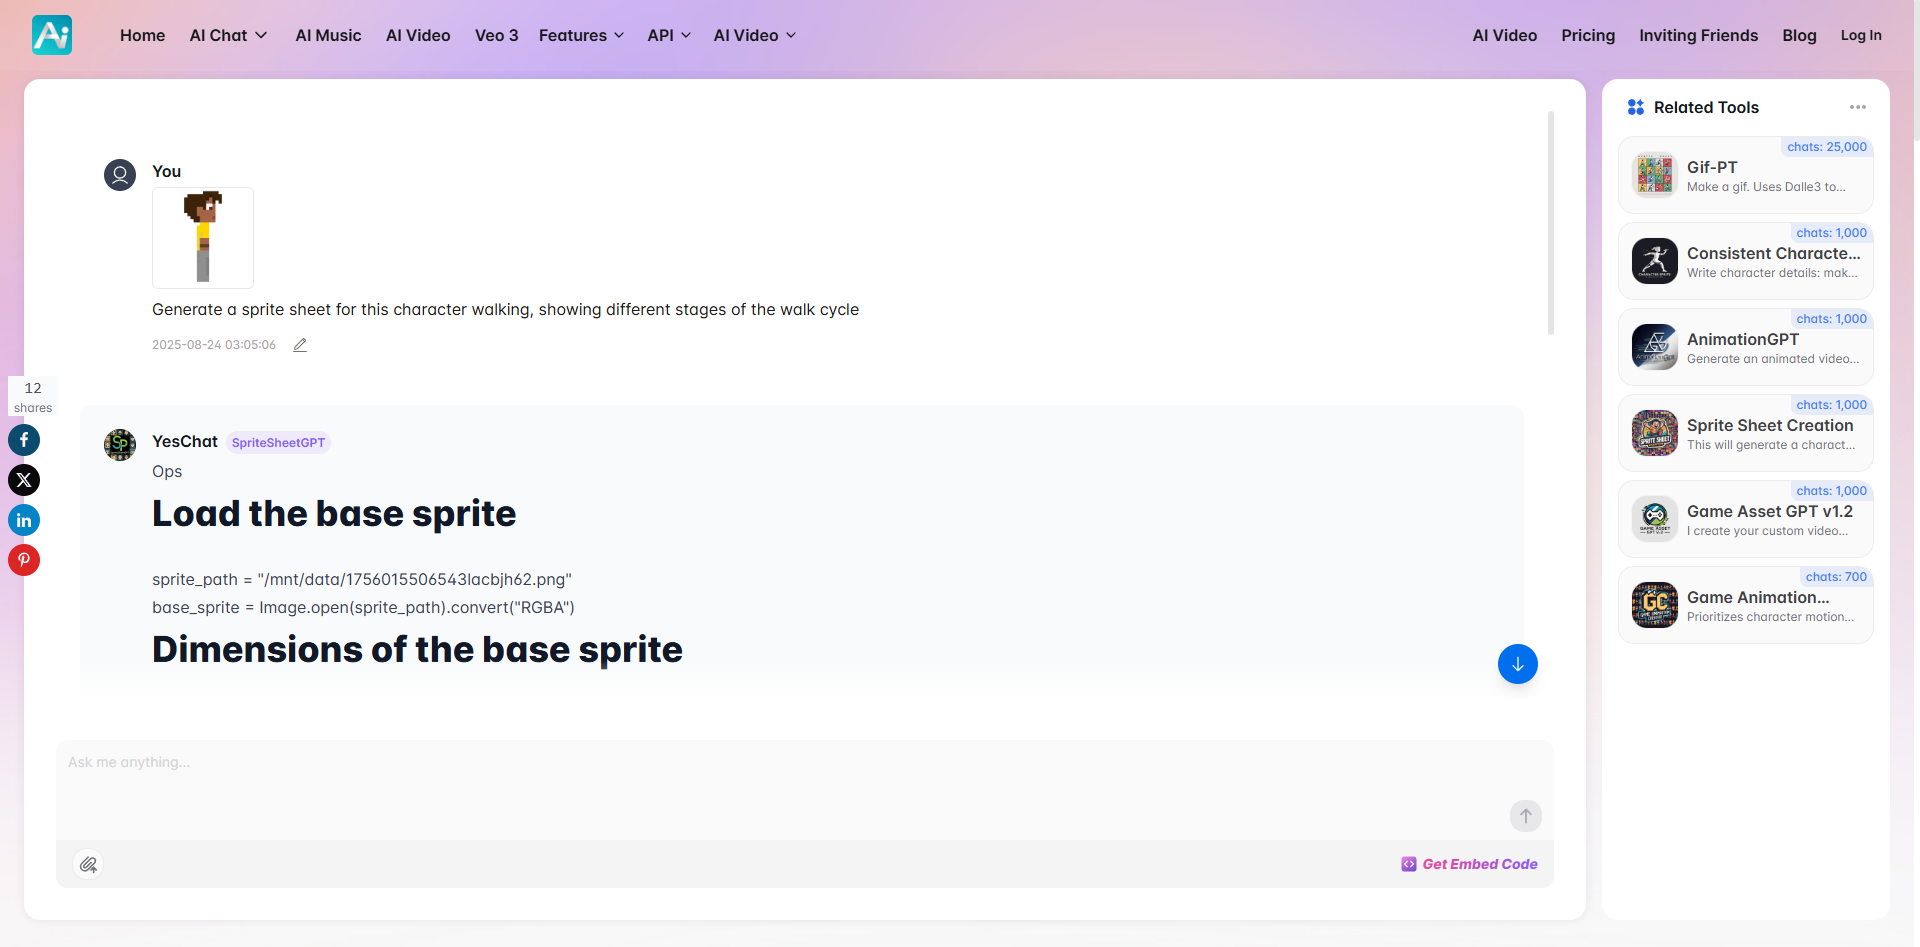 Ai
Home
AI Chat
AI Music
AI Video
Veo 3
Features
API
AI Video
AI Video
Pricing
Inviting Friends
Blog
Log In
You
Generate a sprite sheet for this character walking, showing different stages of the walk cycle
2025-08-24 03:05:06
12
shares
YesChat
SpriteSheetGPT
Ops
Load the base sprite
sprite_path = "/mnt/data/1756015506543lacbjh62.png"
base_sprite = Image.open(sprite_path).convert("RGBA")
Dimensions of the base sprite
Ask me anything...
Get Embed Code
Related Tools
chats: 25,000
Gif-PT
Make a gif. Uses Dalle3 to...
chats: 1,000
Consistent Characte...
Write character details: mak...
chats: 1,000
AnimationGPT
Generate an animated video...
chats: 1,000
Sprite Sheet Creation
This will generate a charact...
chats: 1,000
Game Asset GPT v1.2
I create your custom video...
chats: 700
Game Animation...
Prioritizes character motion...